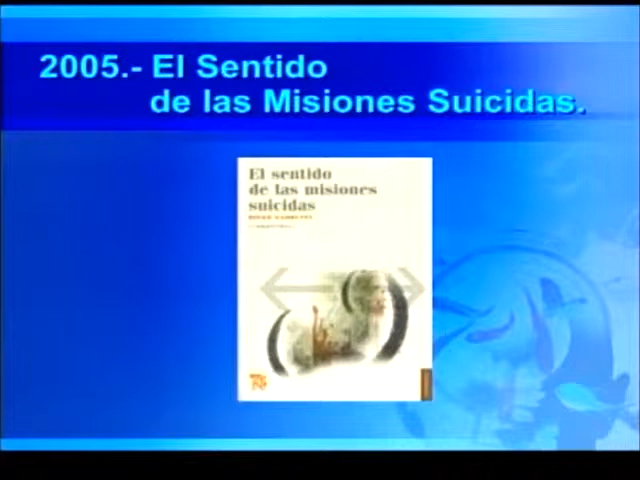 2005.- El Sentido
de las Misiones Suicidas.
El sentido
de las misiones
suicidas